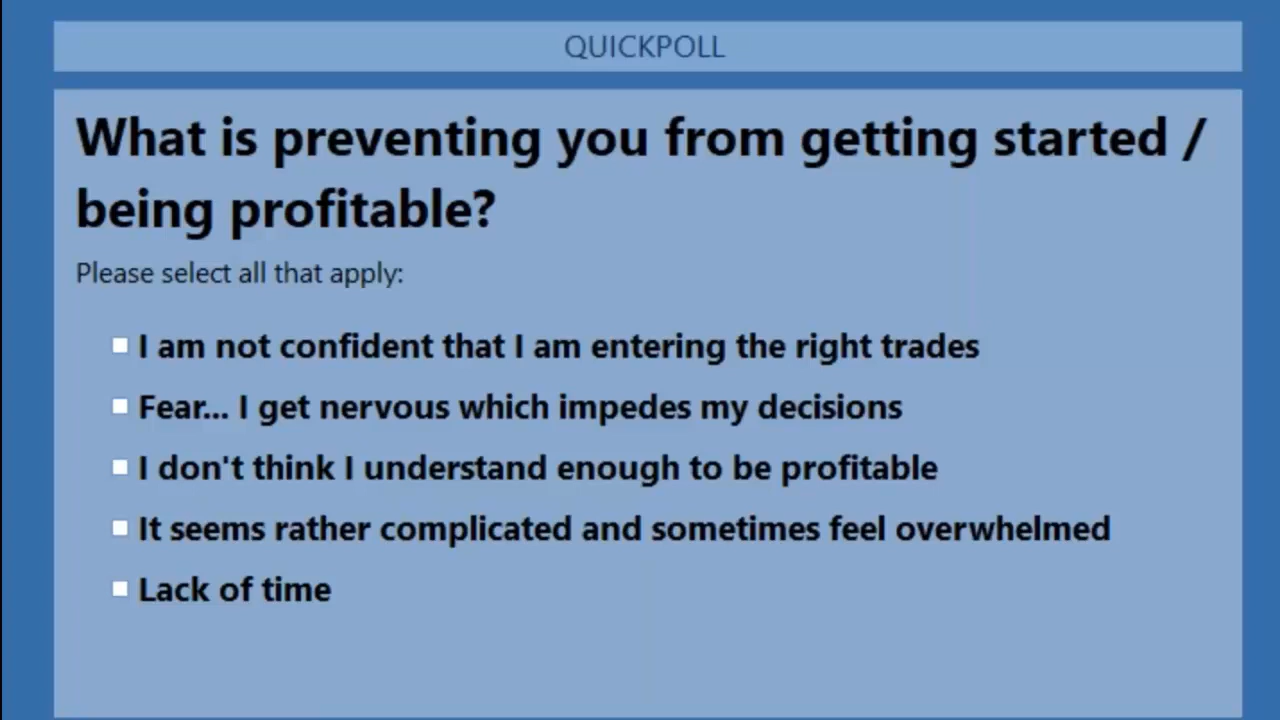 QUICKPOLL
What is preventing you from getting started /
being profitable?
Please select all that apply:
I am not confident that I am entering the right trades
Fear... I get nervous which impedes my decisions
I don't think I understand enough to be profitable
It seems rather complicated and sometimes feel overwhelmed
Lack of time